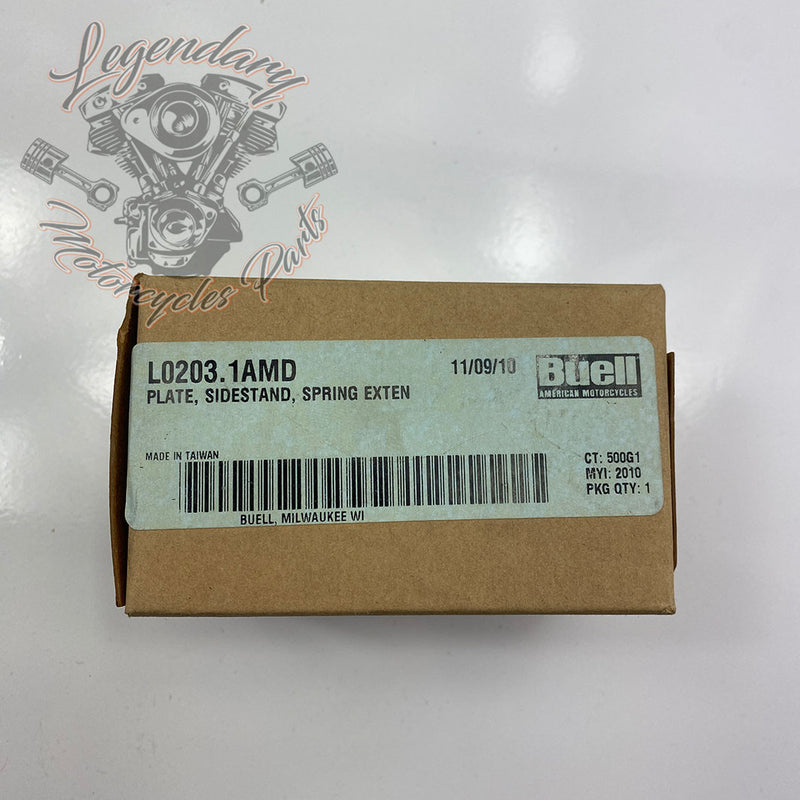 Legendary
Motorcycles Parts
L0203.1AMD
11/09/10
Buell
AMERICAN MOTORCYCLES
PLATE, SIDESTAND, SPRING EXTEN
MADE IN TAIWAN
CT: 500G1
MYI: 2010
PKG QTY: 1
BUELL, MILWAUKEE WI